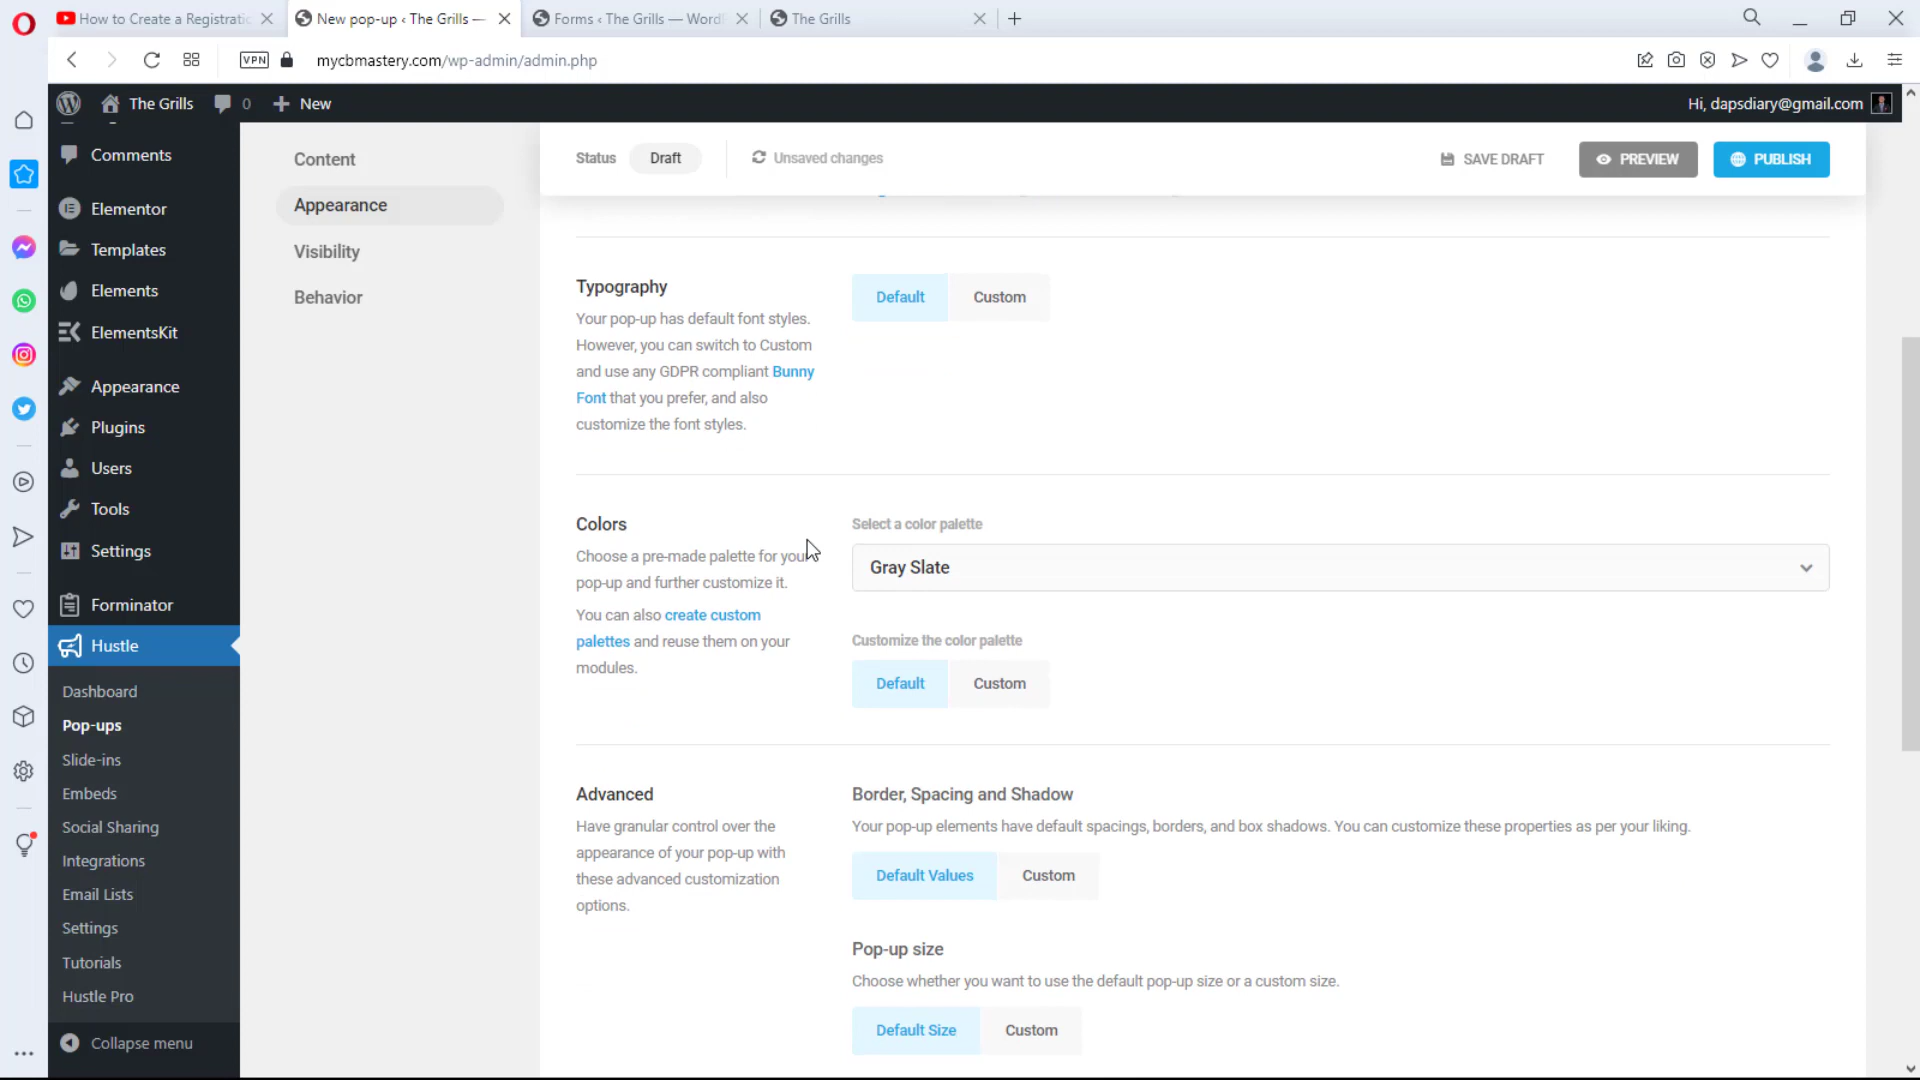 How to Create a Registratio
New pop-up ‹ The Grills —
Forms ‹ The Grills — WordP
The Grills
VPN
mycbmastery.com/wp-admin/admin.php
The Grills
0
New
Hi, dapsdiary@gmail.com
Comments
Elementor
Templates
Elements
ElementsKit
Appearance
Plugins
Users
Tools
Settings
Forminator
Hustle
Dashboard
Pop-ups
Slide-ins
Embeds
Social Sharing
Integrations
Email Lists
Settings
Tutorials
Hustle Pro
Collapse menu
Content
Appearance
Visibility
Behavior
Status
Draft
Unsaved changes
SAVE DRAFT
PREVIEW
PUBLISH
Typography
Your pop-up has default font styles.
However, you can switch to Custom
and use any GDPR compliant Bunny
Font that you prefer, and also
customize the font styles.
Default
Custom
Colors
Choose a pre-made palette for your
pop-up and further customize it.
You can also create custom
palettes and reuse them on your
modules.
Select a color palette
Gray Slate
Customize the color palette
Default
Custom
Advanced
Have granular control over the
appearance of your pop-up with
these advanced customization
options.
Border, Spacing and Shadow
Your pop-up elements have default spacings, borders, and box shadows. You can customize these properties as per your liking.
Default Values
Custom
Pop-up size
Choose whether you want to use the default pop-up size or a custom size.
Default Size
Custom